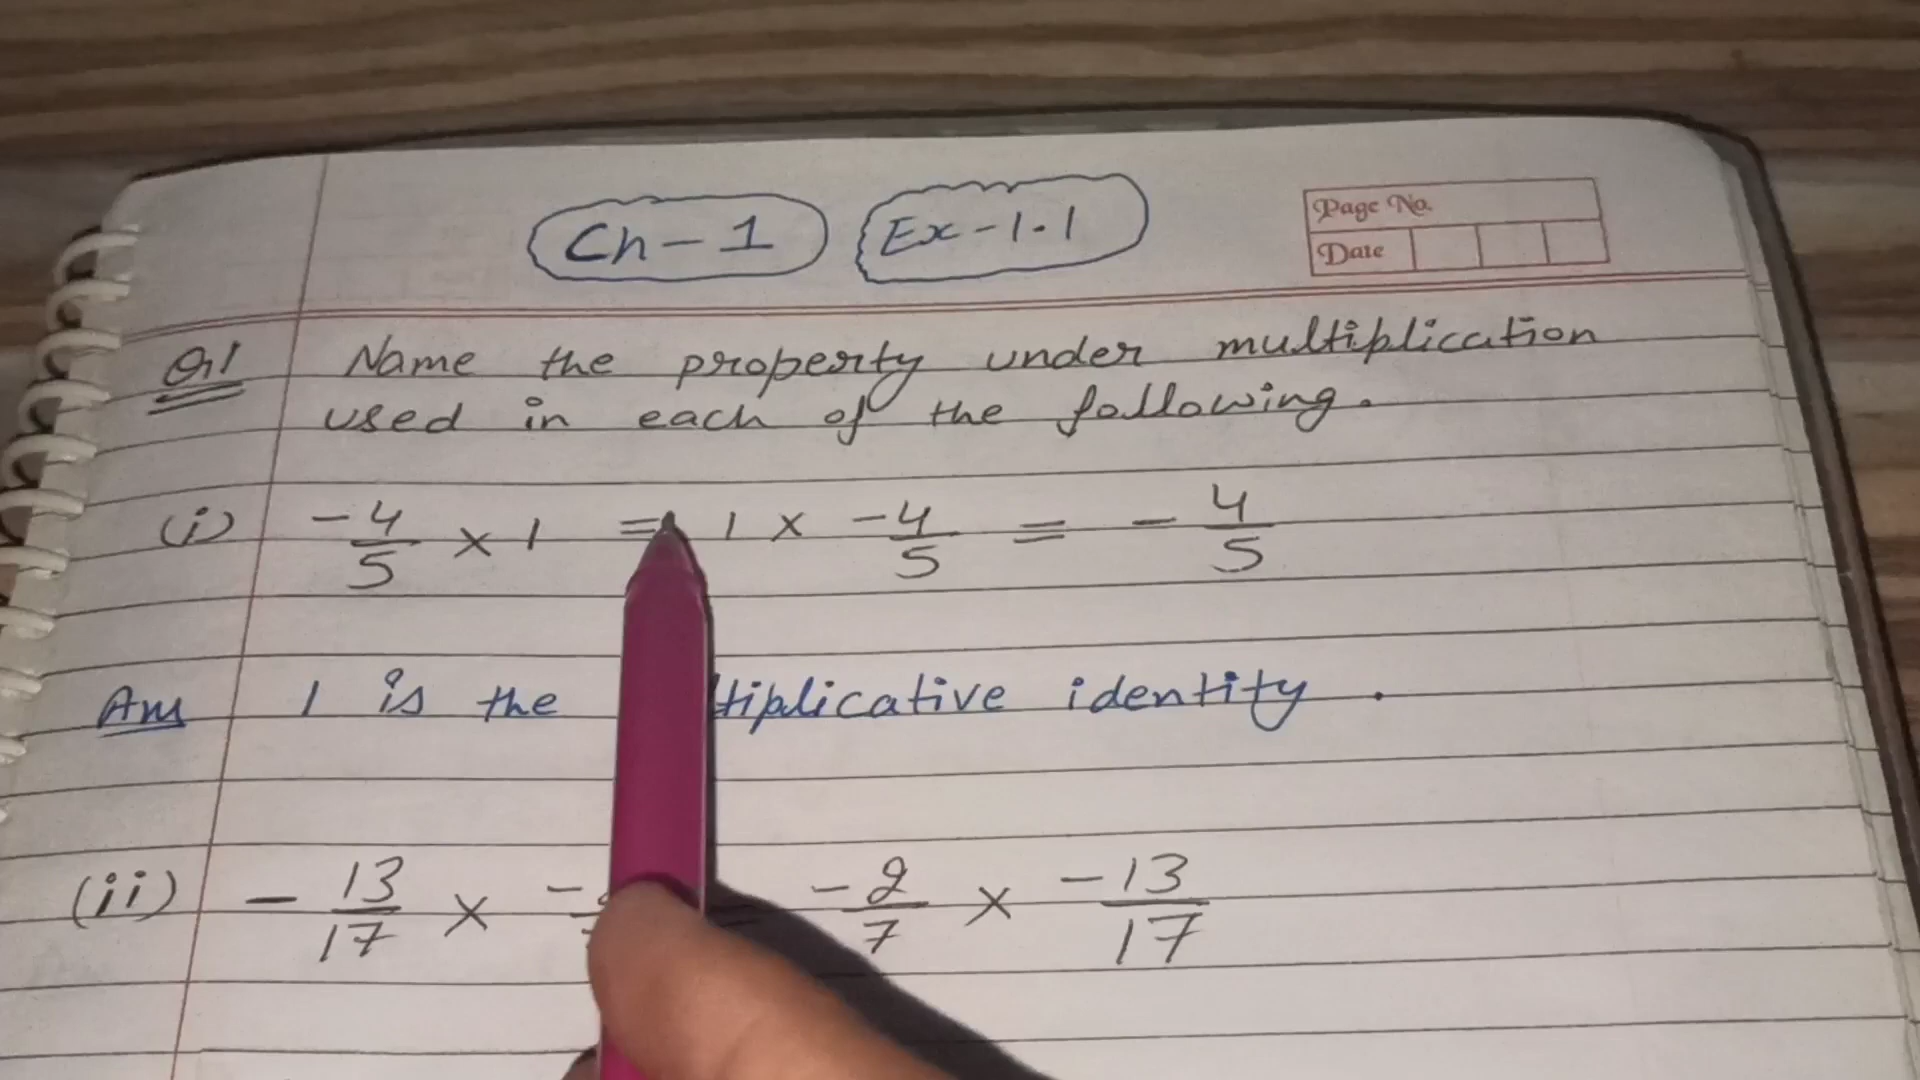 Ch-1 Ex-1.1
Page No.
Date
Q.1 Name the property under multiplication
used in each of the following.
(i) -4/5 × 1 = 1 × -4/5 = -4/5
Ans 1 is the tiplicative identity.
(ii) -13/17 × - = -2/7 × -13/17